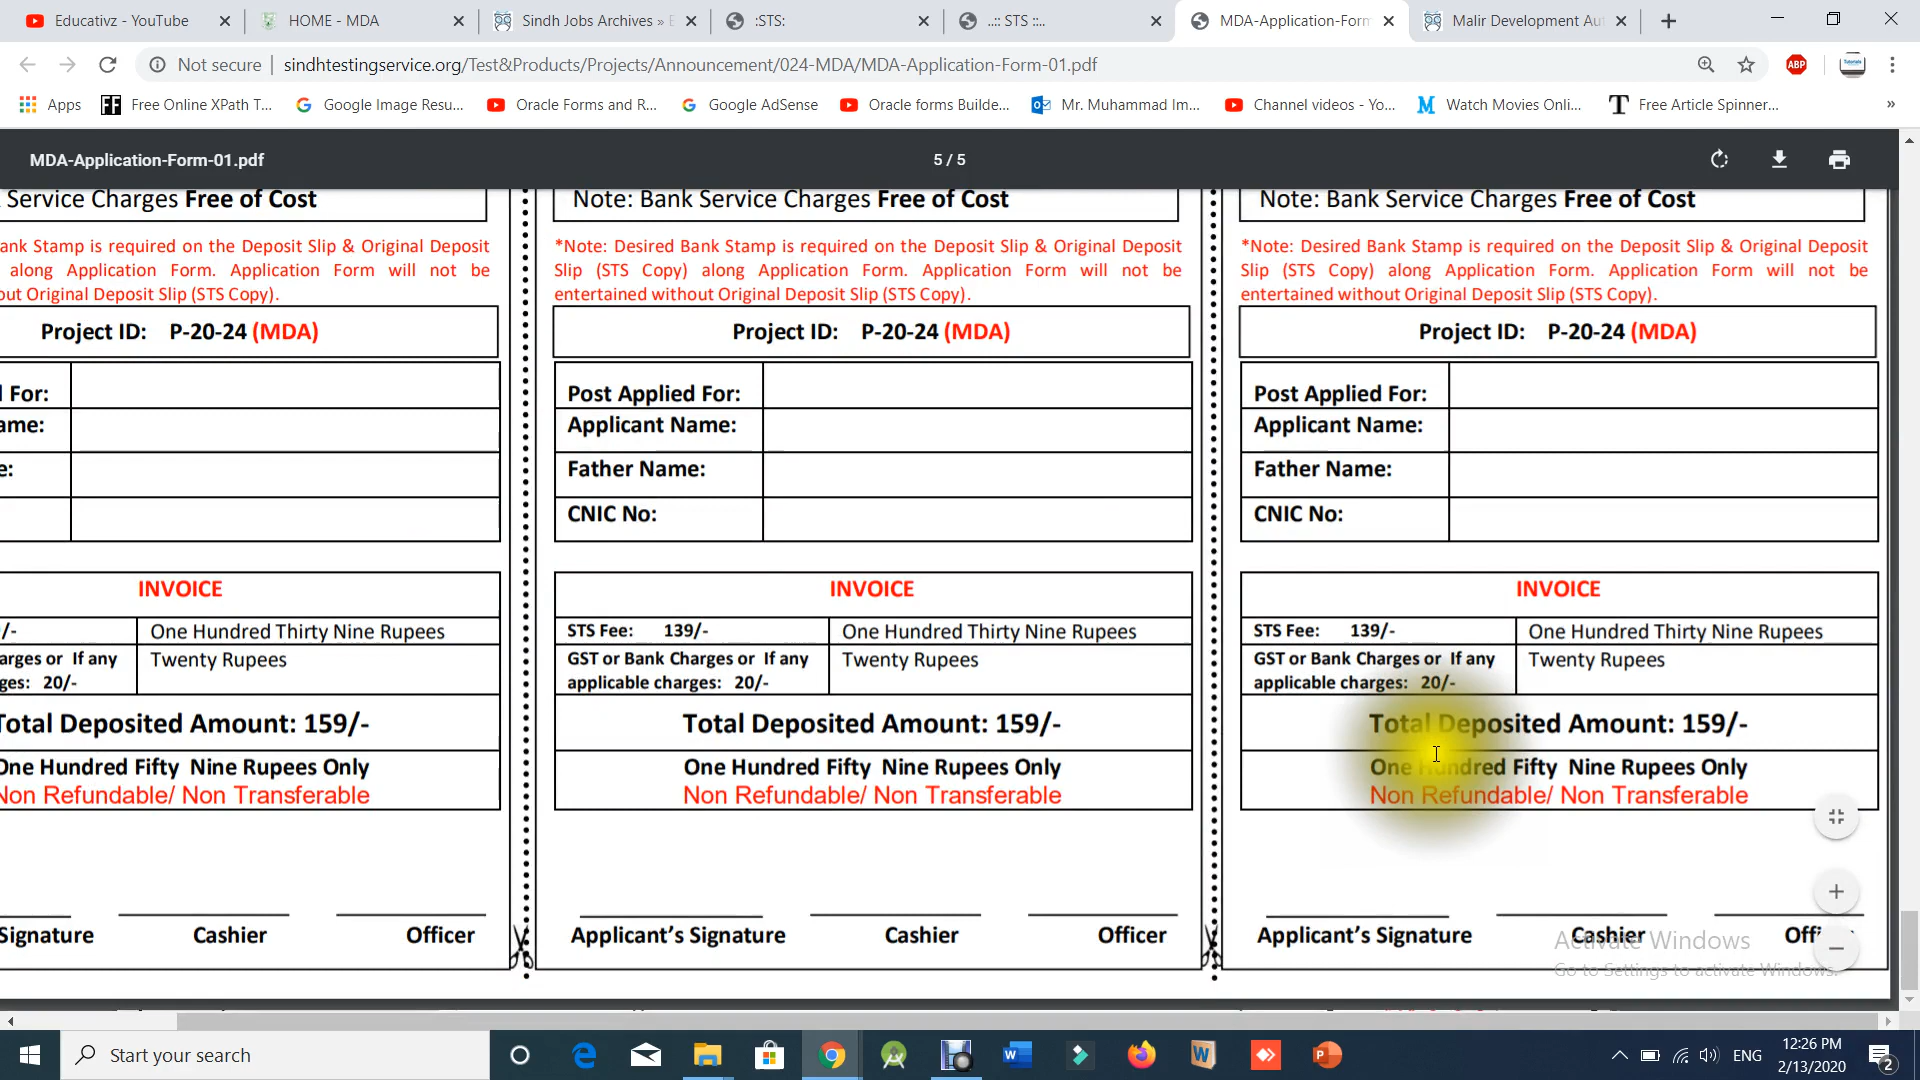 Educativz - YouTube
HOME - MDA
Sindh Jobs Archives » E
:STS:
..:: STS ::..
MDA-Application-Form
Malir Development Aut
Not secure
sindhtestingservice.org/Test&Products/Projects/Announcement/024-MDA/MDA-Application-Form-01.pdf
ABP
Apps
Free Online XPath T...
Google Image Resu...
Oracle Forms and R...
Google AdSense
Oracle forms Builde...
Mr. Muhammad Im...
Channel videos - Yo...
Watch Movies Onli...
Free Article Spinner...
»
MDA-Application-Form-01.pdf
5 / 5
Service Charges Free of Cost
ank Stamp is required on the Deposit Slip & Original Deposit
along Application Form. Application Form will not be
out Original Deposit Slip (STS Copy).
Project ID: P-20-24 (MDA)
For:
ame:
e:
INVOICE
/-
One Hundred Thirty Nine Rupees
arges or If any
ges: 20/-
Twenty Rupees
Total Deposited Amount: 159/-
One Hundred Fifty Nine Rupees Only
Non Refundable/ Non Transferable
Signature
Cashier
Officer
Note: Bank Service Charges Free of Cost
*Note: Desired Bank Stamp is required on the Deposit Slip & Original Deposit
Slip (STS Copy) along Application Form. Application Form will not be
entertained without Original Deposit Slip (STS Copy).
Project ID: P-20-24 (MDA)
Post Applied For:
Applicant Name:
Father Name:
CNIC No:
INVOICE
STS Fee: 139/-
One Hundred Thirty Nine Rupees
GST or Bank Charges or If any
applicable charges: 20/-
Twenty Rupees
Total Deposited Amount: 159/-
One Hundred Fifty Nine Rupees Only
Non Refundable/ Non Transferable
Applicant's Signature
Cashier
Officer
Note: Bank Service Charges Free of Cost
*Note: Desired Bank Stamp is required on the Deposit Slip & Original Deposit
Slip (STS Copy) along Application Form. Application Form will not be
entertained without Original Deposit Slip (STS Copy).
Project ID: P-20-24 (MDA)
Post Applied For:
Applicant Name:
Father Name:
CNIC No:
INVOICE
STS Fee: 139/-
One Hundred Thirty Nine Rupees
GST or Bank Charges or If any
applicable charges: 20/-
Twenty Rupees
Total Deposited Amount: 159/-
One Hundred Fifty Nine Rupees Only
Non Refundable/ Non Transferable
Applicant's Signature
Cashier
Offi
Activate Windows
Go to Settings to activate Windows.
Start your search
ENG
12:26 PM
2/13/2020
2